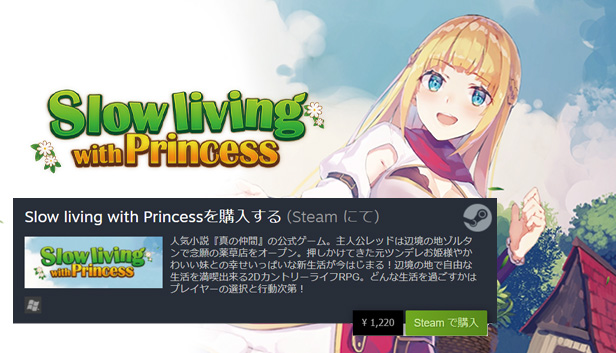 Slow living
with Princess
Slow living with Princessを購入する (Steam にて)
Slow living
with Princess
人気小説『真の仲間』の公式ゲーム。主人公レッドは辺境の地ゾルタ
ンで念願の薬草店をオープン。押しかけてきた元ツンデレお姫様やか
わいい妹との幸せいっぱいな新生活が今はじまる！辺境の地で自由な
生活を満喫出来る2DカントリーライフRPG。どんな生活を過ごすかは
プレイヤーの選択と行動次第！
¥ 1,220
Steam で購入